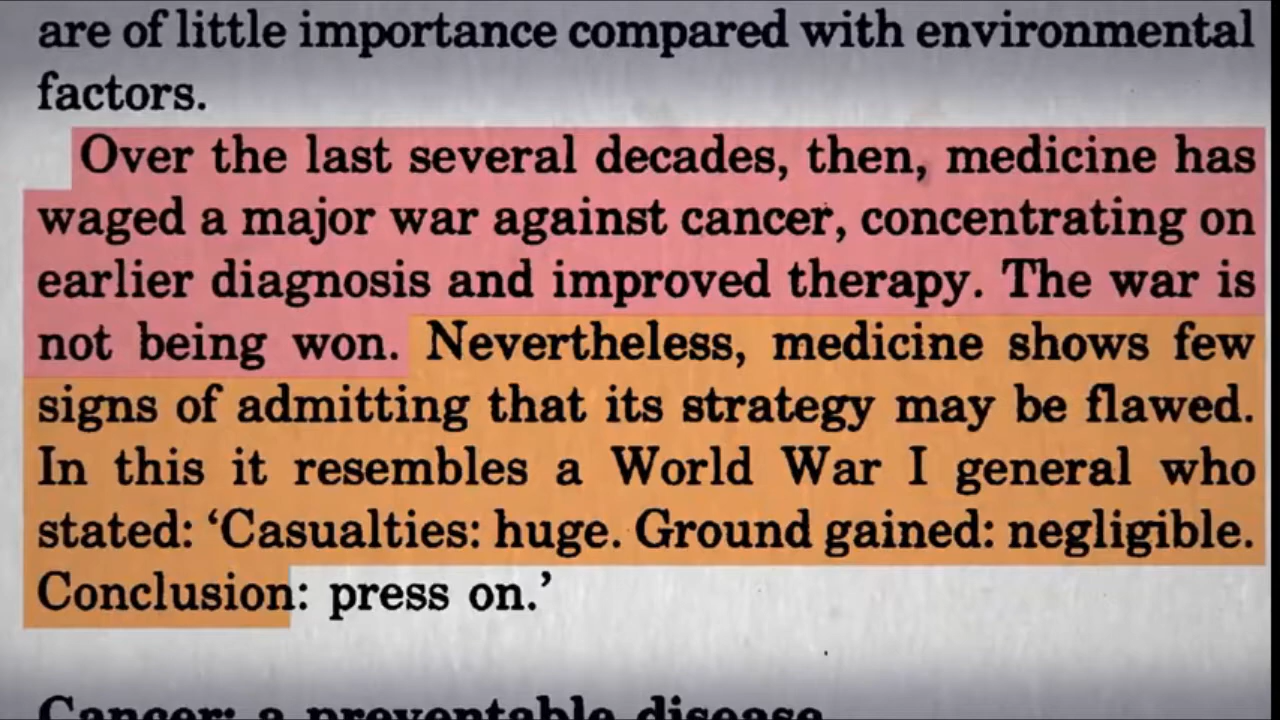 are of little importance compared with environmental
factors.
Over the last several decades, then, medicine has
waged a major war against cancer, concentrating on
earlier diagnosis and improved therapy. The war is
not being won. Nevertheless, medicine shows few
signs of admitting that its strategy may be flawed.
In this it resembles a World War I general who
stated: ‘Casualties: huge. Ground gained: negligible.
Conclusion: press on.’
Cancer: a preventable disease